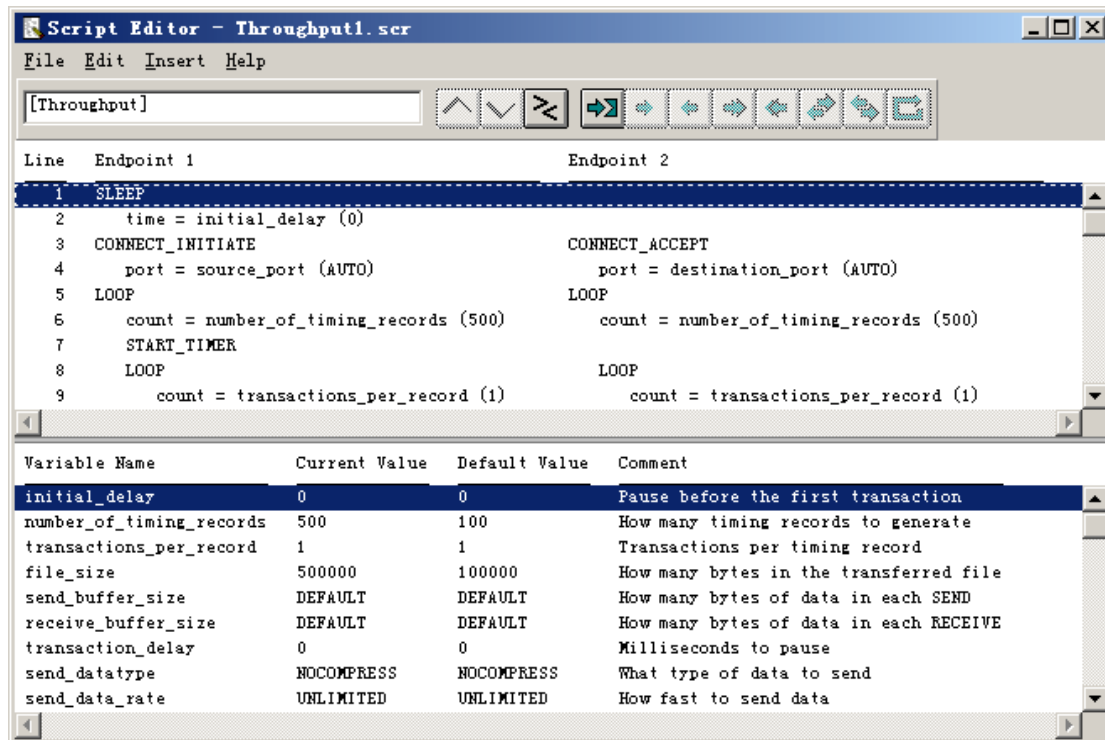 Script Editor - Throughput1.scr
File Edit Insert Help
[Throughput]
Line Endpoint 1 Endpoint 2
1 SLEEP
2 time = initial_delay (0)
3 CONNECT_INITIATE CONNECT_ACCEPT
4 port = source_port (AUTO) port = destination_port (AUTO)
5 LOOP LOOP
6 count = number_of_timing_records (500) count = number_of_timing_records (500)
7 START_TIMER
8 LOOP LOOP
9 count = transactions_per_record (1) count = transactions_per_record (1)
Variable Name Current Value Default Value Comment
initial_delay 0 0 Pause before the first transaction
number_of_timing_records 500 100 How many timing records to generate
transactions_per_record 1 1 Transactions per timing record
file_size 500000 100000 How many bytes in the transferred file
send_buffer_size DEFAULT DEFAULT How many bytes of data in each SEND
receive_buffer_size DEFAULT DEFAULT How many bytes of data in each RECEIVE
transaction_delay 0 0 Milliseconds to pause
send_datatype NOCOMPRESS NOCOMPRESS What type of data to send
send_data_rate UNLIMITED UNLIMITED How fast to send data